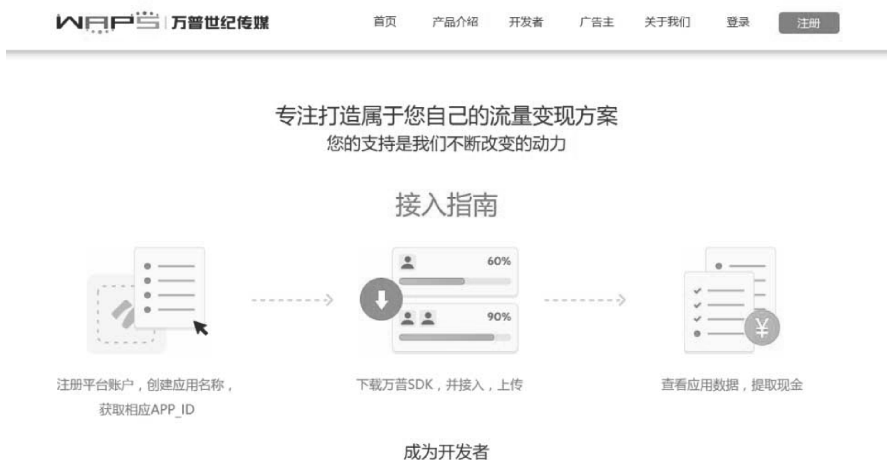 WAPS 万普世纪传媒 首页 产品介绍 开发者 广告主 关于我们 登录 注册
专注打造属于您自己的流量变现方案
您的支持是我们不断改变的动力
接入指南
60%
90%
¥
注册平台账户，创建应用名称，
获取相应APP_ID
下载万普SDK，并接入，上传
查看应用数据，提取现金
成为开发者